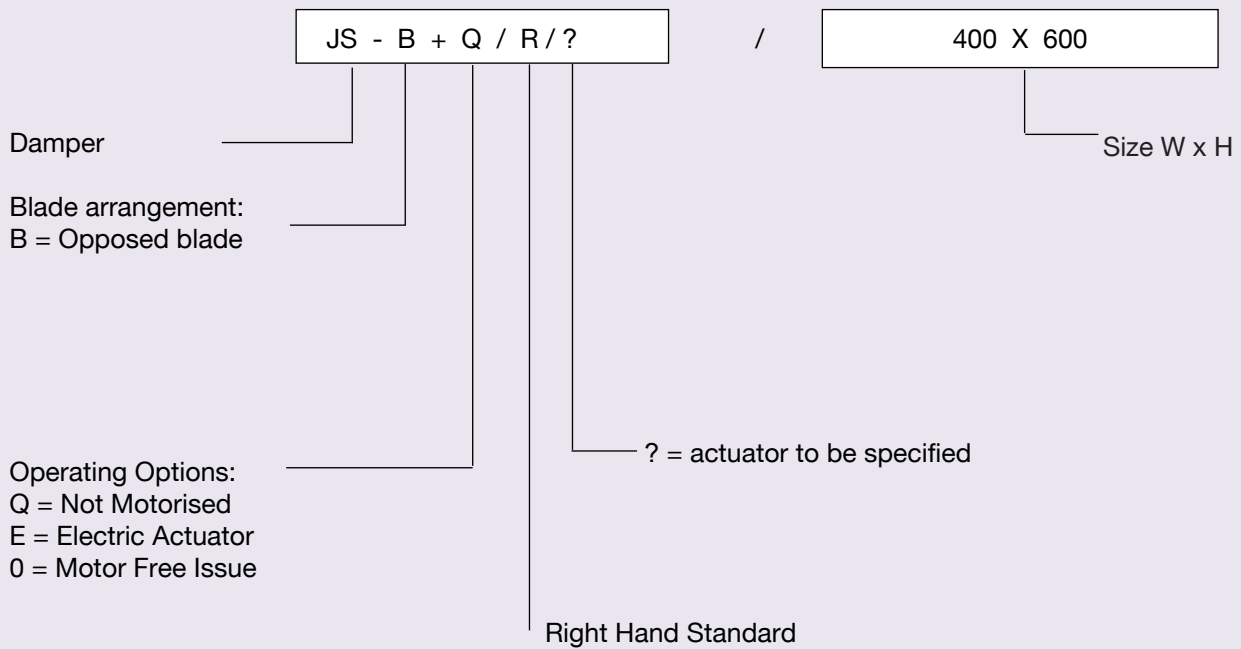 JS - B + Q / R / ? / 400 X 600
Damper
Size W x H
Blade arrangement:
B = Opposed blade
? = actuator to be specified
Operating Options:
Q = Not Motorised
E = Electric Actuator
0 = Motor Free Issue
Right Hand Standard